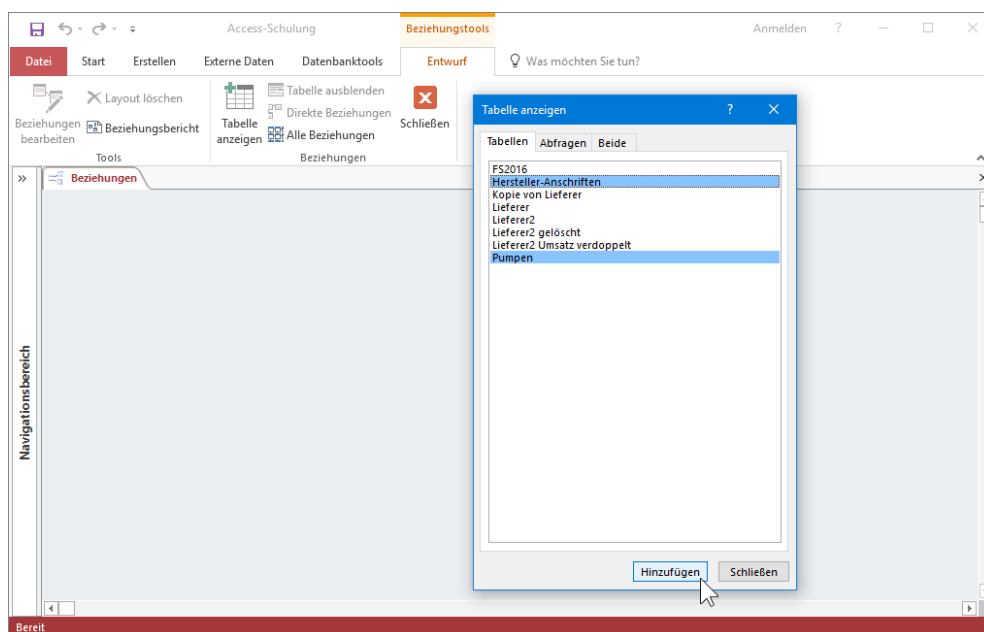 Access-Schulung Beziehungstools Anmelden ?
Datei Start Erstellen Externe Daten Datenbanktools Entwurf Was möchten Sie tun?
Beziehungen bearbeiten
Layout löschen
Beziehungsbericht
Tools
Tabelle anzeigen
Tabelle ausblenden
Direkte Beziehungen
Alle Beziehungen
Beziehungen
Schließen
Beziehungen
Navigationsbereich
Tabelle anzeigen ?
Tabellen Abfragen Beide
FS2016
Hersteller-Anschriften
Kopie von Lieferer
Lieferer
Lieferer2
Lieferer2 gelöscht
Lieferer2 Umsatz verdoppelt
Pumpen
Hinzufügen Schließen
Bereit